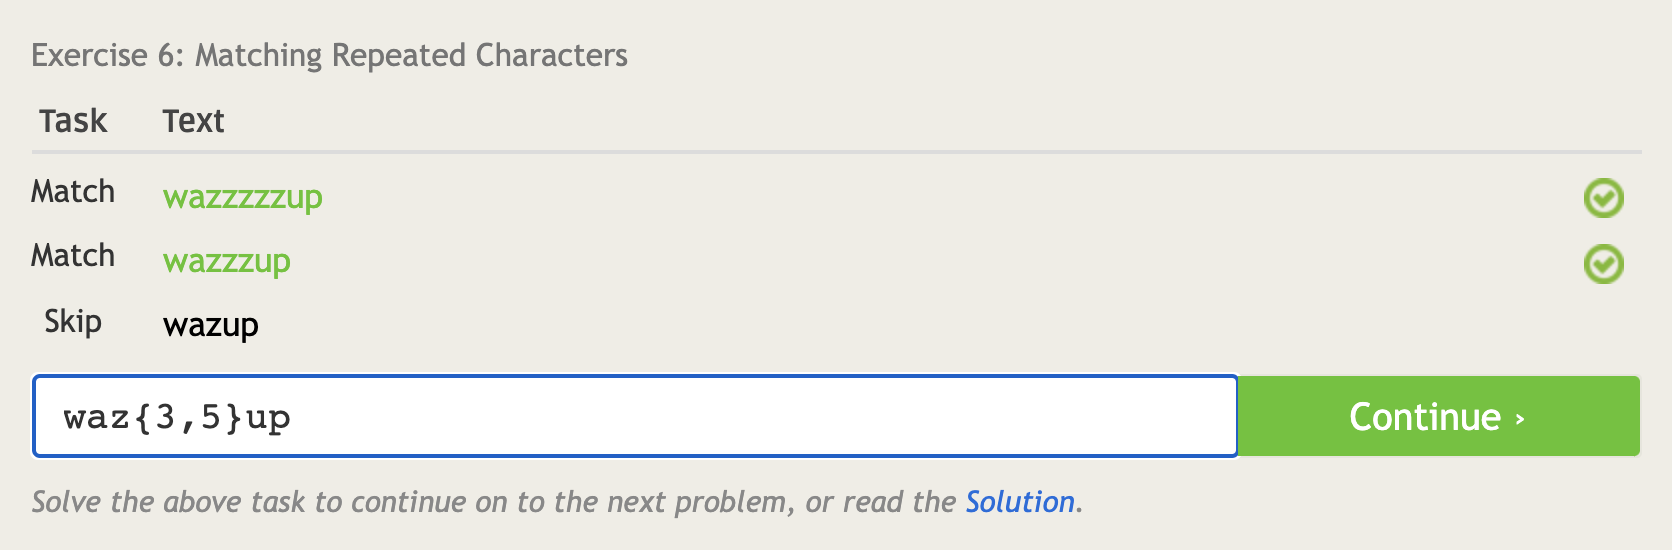 Exercise 6: Matching Repeated Characters
Task Text
Match wazzzzzup
Match wazzzup
Skip wazup
waz{3,5}up
Continue ›
Solve the above task to continue on to the next problem, or read the Solution.